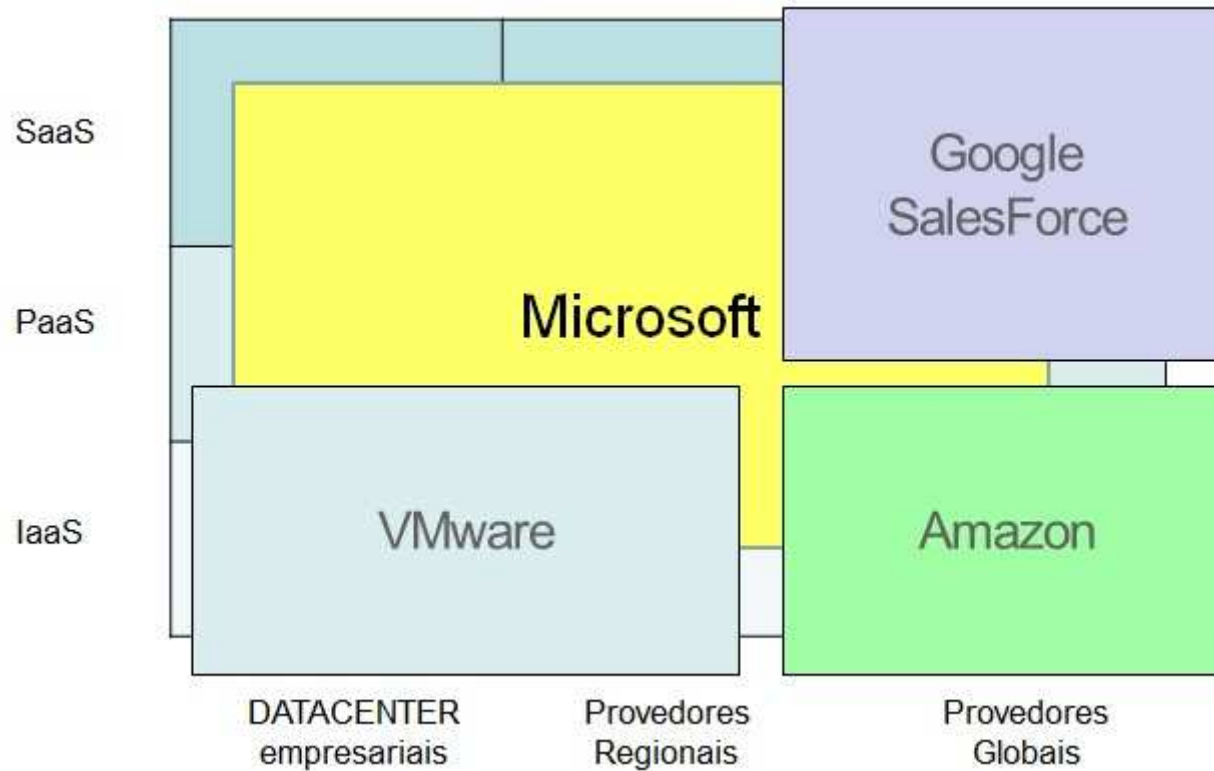 SaaS
Google
SalesForce
PaaS
Microsoft
IaaS
VMware
Amazon
DATACENTER
empresariais
Provedores
Regionais
Provedores
Globais